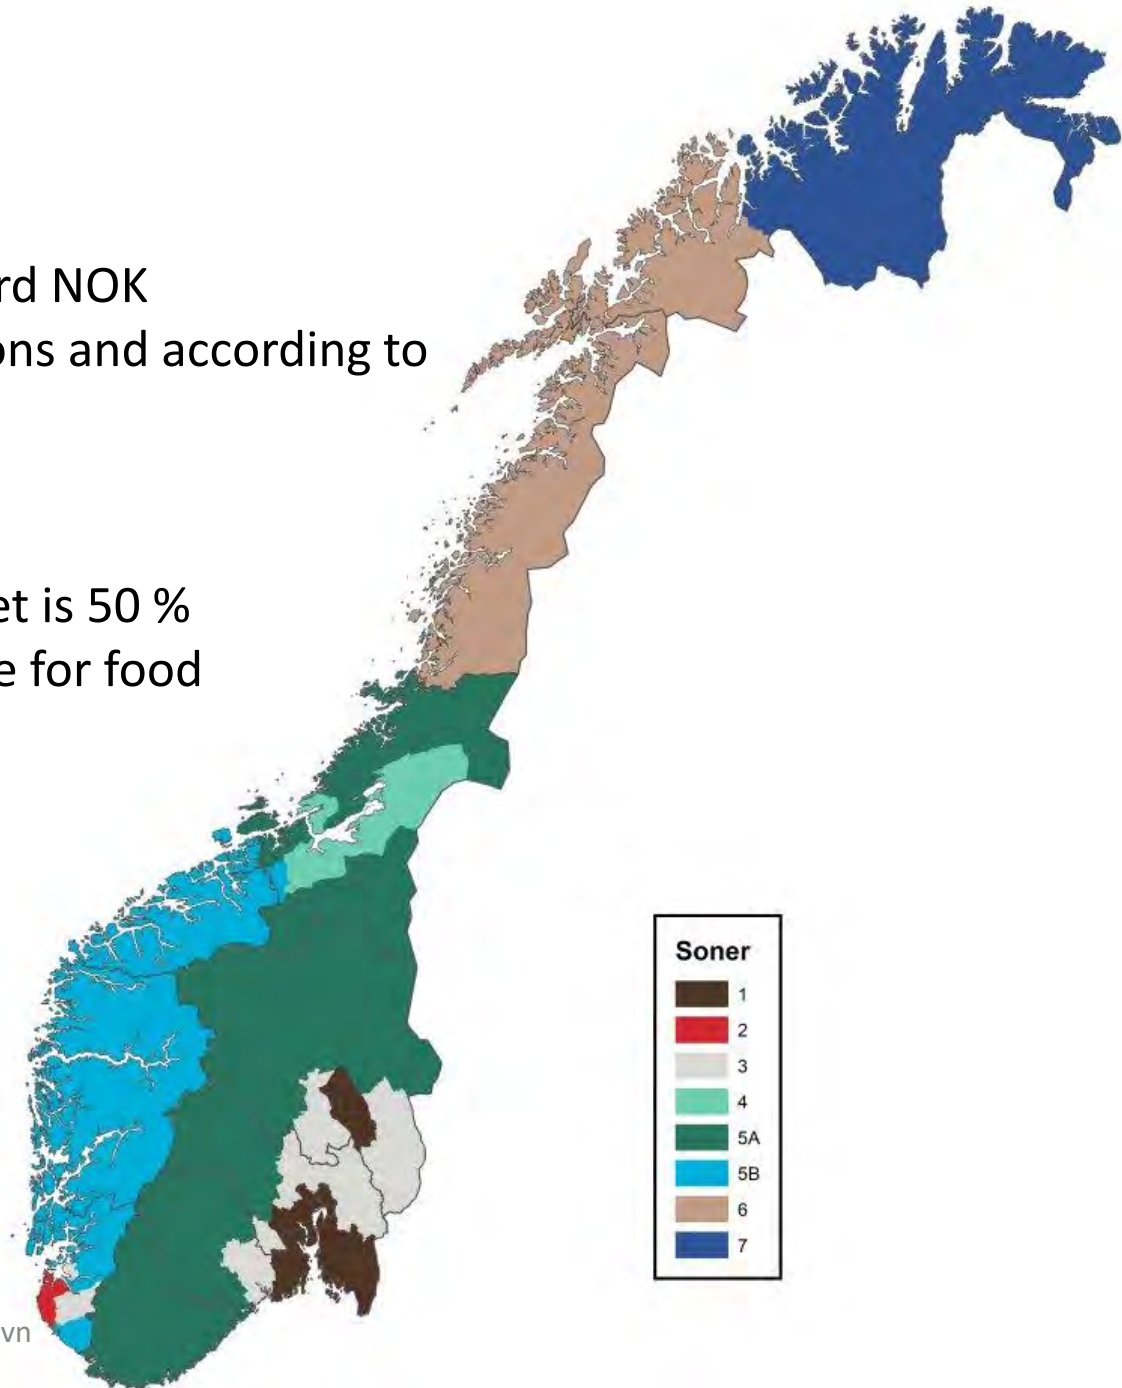 rd NOK
ons and according to
et is 50 %
e for food
Soner
1
2
3
4
5A
5B
6
7
vn